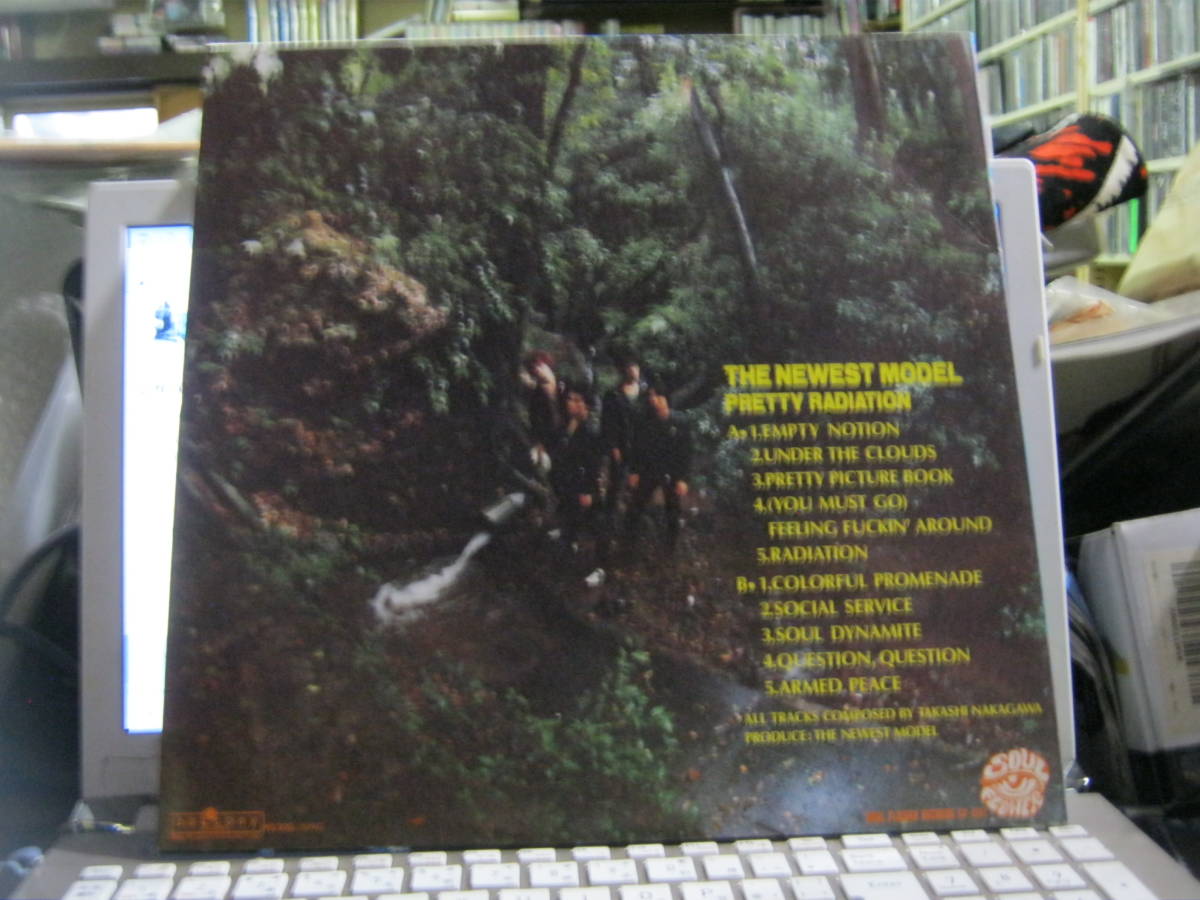 THE NEWEST MODEL
PRETTY RADIATION
A• 1.EMPTY NOTION
2.UNDER THE CLOUDS
3.PRETTY PICTURE BOOK
4.(YOU MUST GO)
FEELING FUCKIN' AROUND
5.RADIATION
B• 1.COLORFUL PROMENADE
2.SOCIAL SERVICE
3.SOUL DYNAMITE
4.QUESTION, QUESTION
5.ARMED PEACE
ALL TRACKS COMPOSED BY TAKASHI NAKAGAWA
PRODUCE: THE NEWEST MODEL
SOUL
Enter